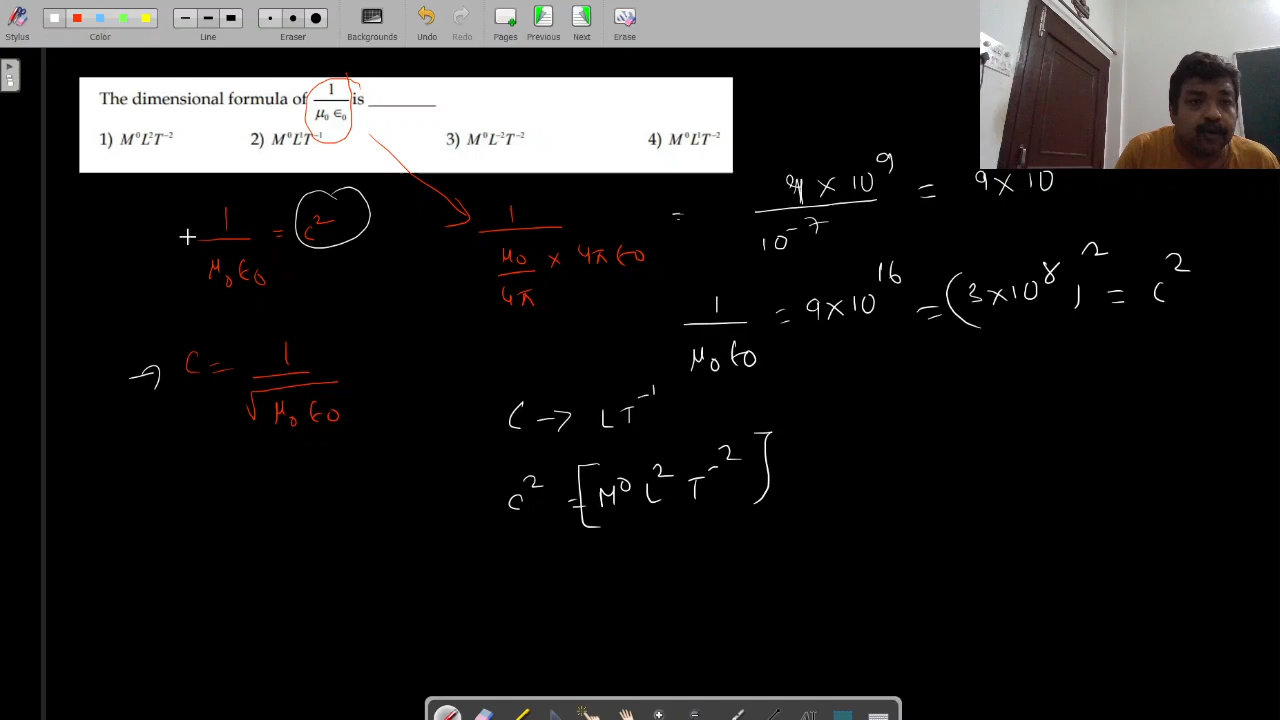 Stylus Color Line Eraser Backgrounds Undo Redo Pages Previous Next Erase
The dimensional formula of 1/μ₀ ∈₀ is ________
1) M⁰L²T⁻² 2) M⁰L¹T⁻¹ 3) M⁰L⁻²T⁻² 4) M⁰L¹T⁻²
1/μ₀ε₀ = c²
1/(μ₀/4π × 4πε₀) = 9 × 10⁹/10⁻⁷ = 9 × 10
1/μ₀ε₀ = 9 × 10¹⁶ = (3 × 10⁸)² = c²
→ C = 1/√μ₀ε₀
C → LT⁻¹
c² = [M⁰ L² T⁻²]